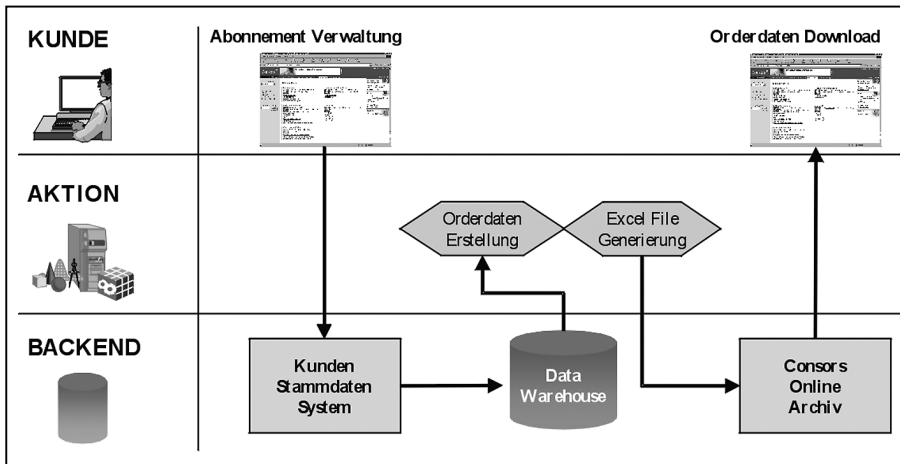 KUNDE
Abonnement Verwaltung
Orderdaten Download
AKTION
Orderdaten
Erstellung
Excel File
Generierung
BACKEND
Kunden
Stammdaten
System
Data
Warehouse
Consors
Online
Archiv